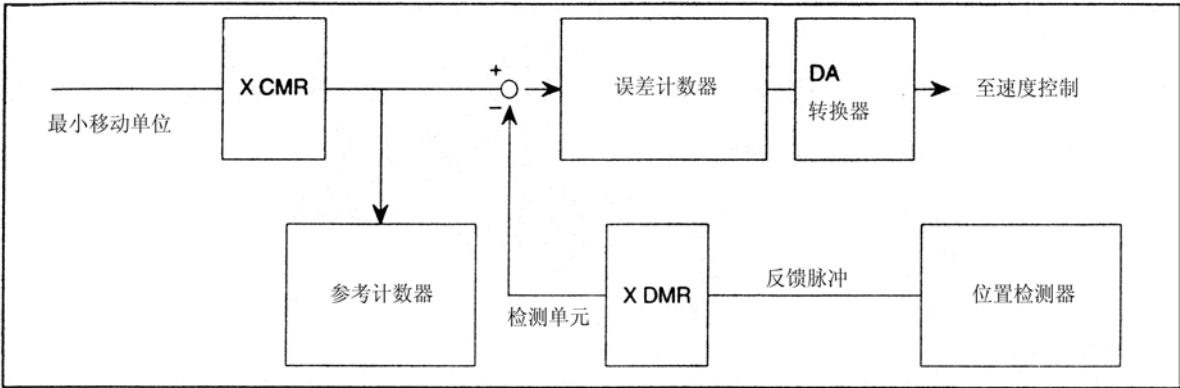 X CMR
最小移动单位
+
−
误差计数器
DA
转换器
至速度控制
参考计数器
检测单元
X DMR
反馈脉冲
位置检测器